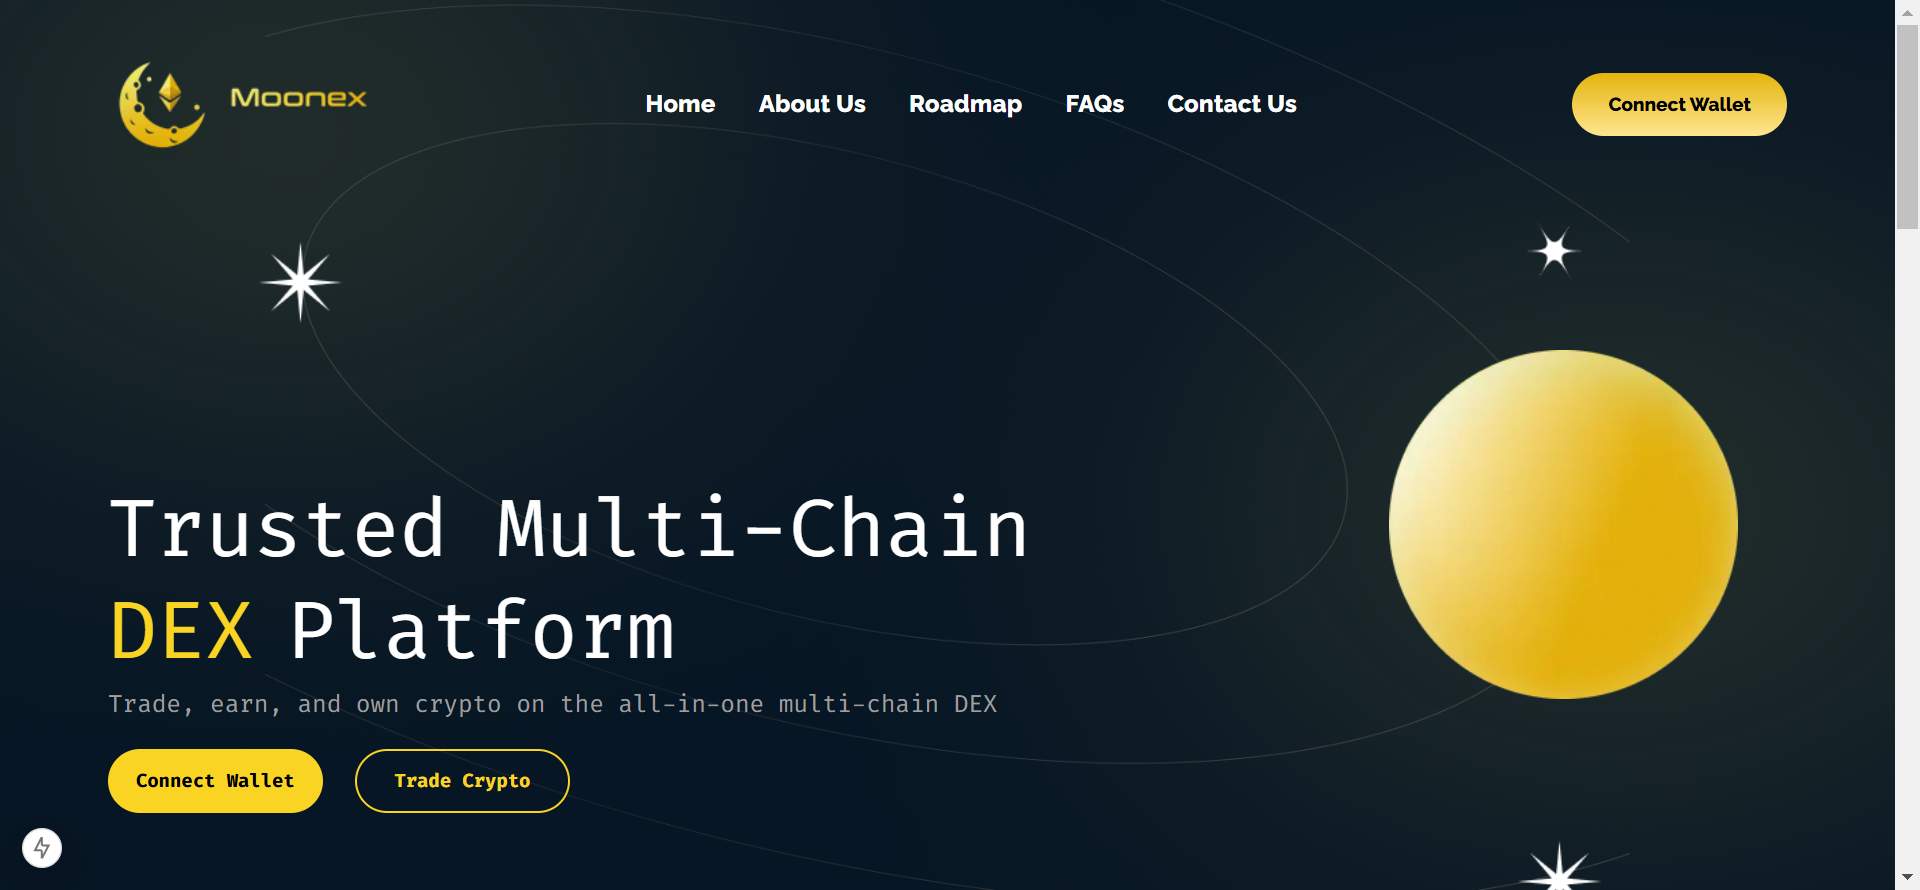 Moonex
Home About Us Roadmap FAQs Contact Us
Connect Wallet
Trusted Multi-Chain
DEX Platform
Trade, earn, and own crypto on the all-in-one multi-chain DEX
Connect Wallet Trade Crypto